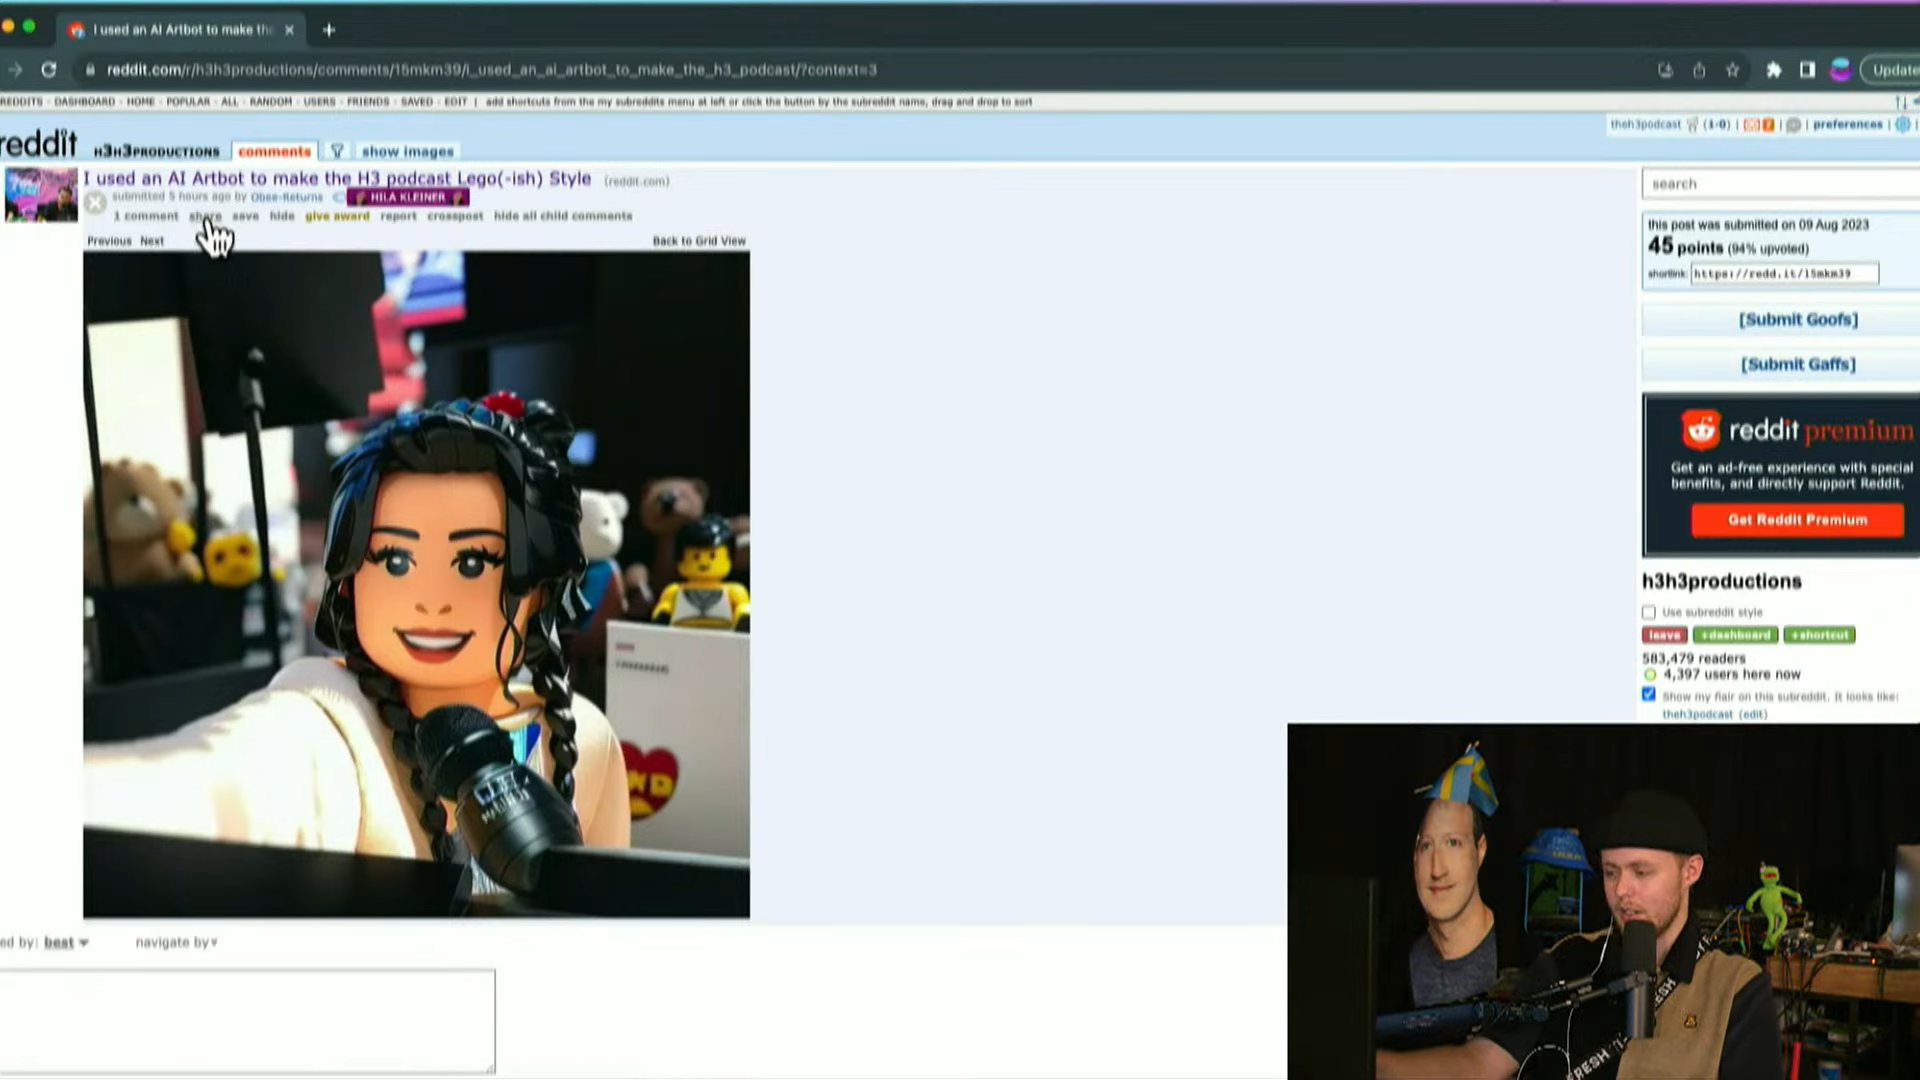 I used an AI Artbot to make the
reddit.com/r/h3h3productions/comments/15mkm39/i_used_an_ai_artbot_to_make_the_h3_podcast/?context=3
Update
REDDITS - DASHBOARD - HOME - POPULAR - ALL - RANDOM - USERS - FRIENDS - SAVED - EDIT | add shortcuts from the my subreddits menu at left or click the button by the subreddit name, drag and drop to sort
theh3podcast (1·0) | preferences |
reddit H3H3PRODUCTIONS comments show images
I used an AI Artbot to make the H3 podcast Lego(-ish) Style (reddit.com)
submitted 5 hours ago by Obee-Returns HILA KLEINER
1 comment share save hide give award report crosspost hide all child comments
Previous Next Back to Grid View
search
this post was submitted on 09 Aug 2023
45 points (94% upvoted)
shortlink: https://redd.it/15mkm39
[Submit Goofs]
[Submit Gaffs]
reddit premium
Get an ad-free experience with special
benefits, and directly support Reddit.
Get Reddit Premium
h3h3productions
Use subreddit style
leave +dashboard +shortcut
583,479 readers
4,397 users here now
Show my flair on this subreddit. It looks like:
theh3podcast (edit)
ed by: best navigate by